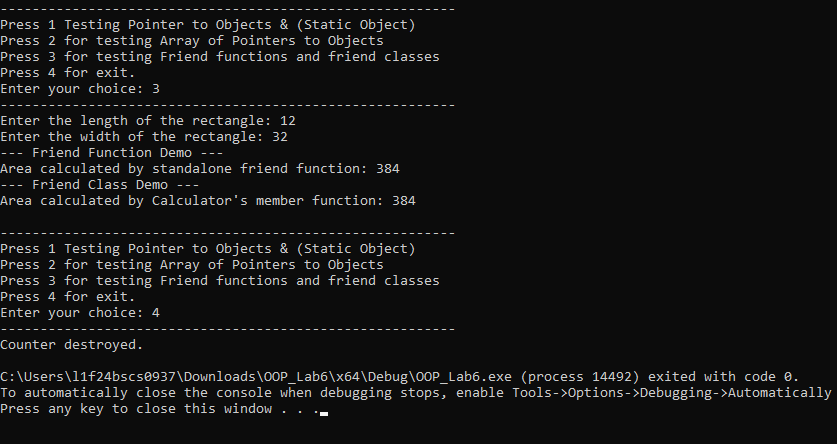 ---------------------------------------------------------
Press 1 Testing Pointer to Objects & (Static Object)
Press 2 for testing Array of Pointers to Objects
Press 3 for testing Friend functions and friend classes
Press 4 for exit.
Enter your choice: 3
---------------------------------------------------------
Enter the length of the rectangle: 12
Enter the width of the rectangle: 32
--- Friend Function Demo ---
Area calculated by standalone friend function: 384
--- Friend Class Demo ---
Area calculated by Calculator's member function: 384

---------------------------------------------------------
Press 1 Testing Pointer to Objects & (Static Object)
Press 2 for testing Array of Pointers to Objects
Press 3 for testing Friend functions and friend classes
Press 4 for exit.
Enter your choice: 4
---------------------------------------------------------
Counter destroyed.

C:\Users\l1f24bscs0937\Downloads\OOP_Lab6\x64\Debug\OOP_Lab6.exe (process 14492) exited with code 0.
To automatically close the console when debugging stops, enable Tools->Options->Debugging->Automatically
Press any key to close this window . . .